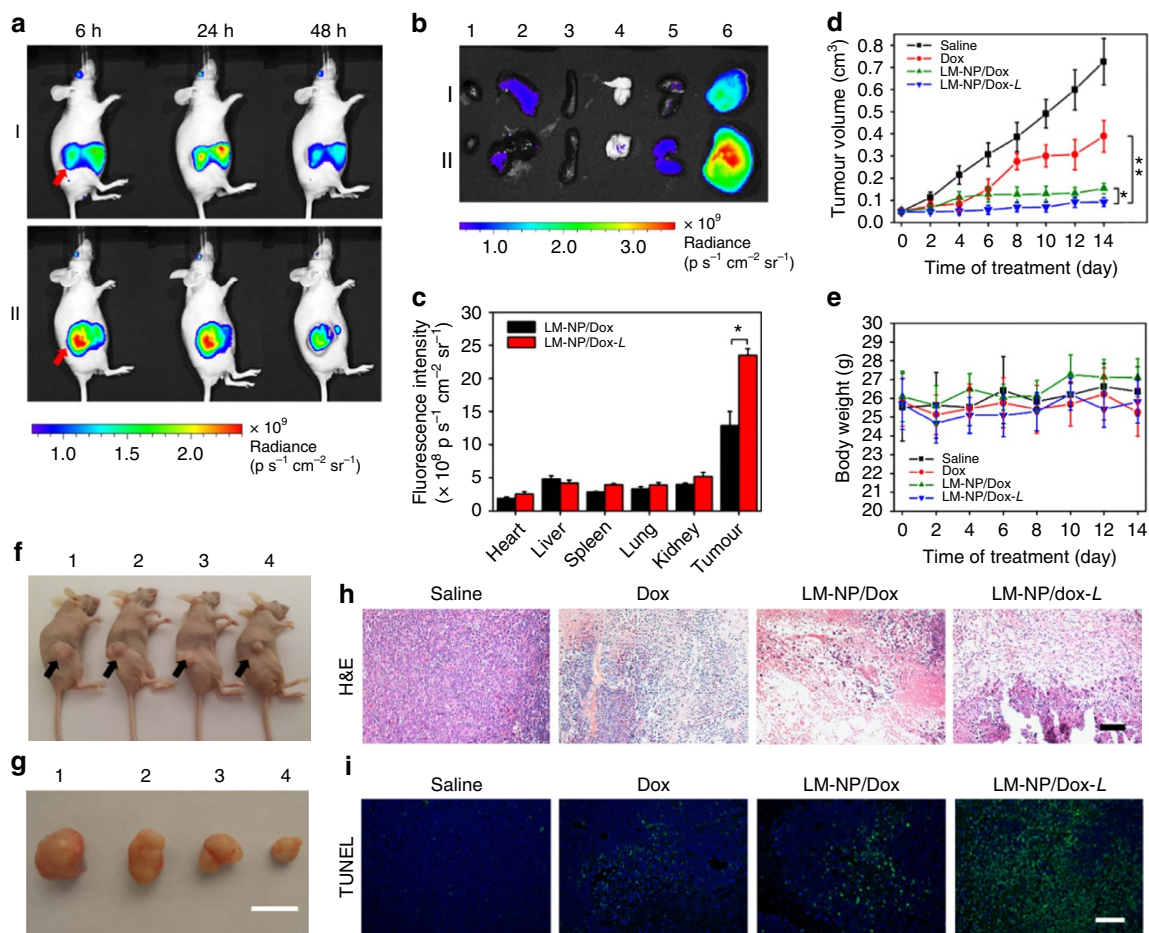 a
6 h
24 h
48 h
I
II
1.0
1.5
2.0
× 10⁹
Radiance
(p s⁻¹ cm⁻² sr⁻¹)
b
1
2
3
4
5
6
I
II
1.0
2.0
3.0
× 10⁹
Radiance
(p s⁻¹ cm⁻² sr⁻¹)
c
Fluorescence intensity
(× 10⁸ p s⁻¹ cm⁻² sr⁻¹)
30
25
20
15
10
5
0
LM-NP/Dox
LM-NP/Dox-L
*
Heart
Liver
Spleen
Lung
Kidney
Tumour
d
Tumour volume (cm³)
0.8
0.7
0.6
0.5
0.4
0.3
0.2
0.1
0.0
Saline
Dox
LM-NP/Dox
LM-NP/Dox-L
*
**
0
2
4
6
8
10
12
14
Time of treatment (day)
e
Body weight (g)
30
29
28
27
26
25
24
23
22
21
20
Saline
Dox
LM-NP/Dox
LM-NP/Dox-L
0
2
4
6
8
10
12
14
Time of treatment (day)
f
1
2
3
4
g
1
2
3
4
h
Saline
Dox
LM-NP/Dox
LM-NP/dox-L
H&E
i
Saline
Dox
LM-NP/Dox
LM-NP/Dox-L
TUNEL